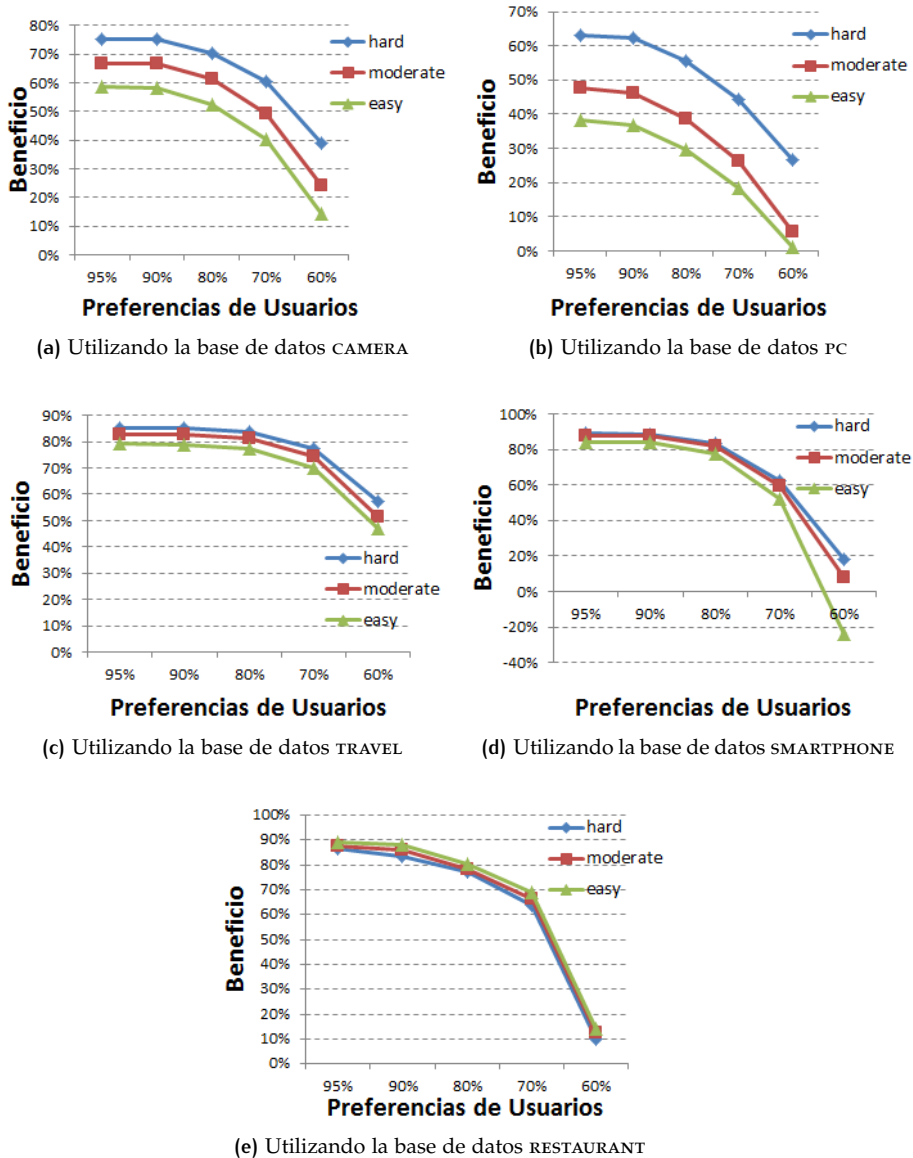 80%
70%
60%
50%
40%
30%
20%
10%
0%
Beneficio
hard
moderate
easy
95% 90% 80% 70% 60%
Preferencias de Usuarios
(a) Utilizando la base de datos CAMERA
70%
60%
50%
40%
30%
20%
10%
0%
Beneficio
hard
moderate
easy
95% 90% 80% 70% 60%
Preferencias de Usuarios
(b) Utilizando la base de datos PC
90%
80%
70%
60%
50%
40%
30%
20%
10%
0%
Beneficio
hard
moderate
easy
95% 90% 80% 70% 60%
Preferencias de Usuarios
(c) Utilizando la base de datos TRAVEL
100%
80%
60%
40%
20%
0%
-20%
-40%
Beneficio
hard
moderate
easy
95% 90% 80% 70% 60%
Preferencias de Usuarios
(d) Utilizando la base de datos SMARTPHONE
100%
90%
80%
70%
60%
50%
40%
30%
20%
10%
0%
Beneficio
hard
moderate
easy
95% 90% 80% 70% 60%
Preferencias de Usuarios
(e) Utilizando la base de datos RESTAURANT